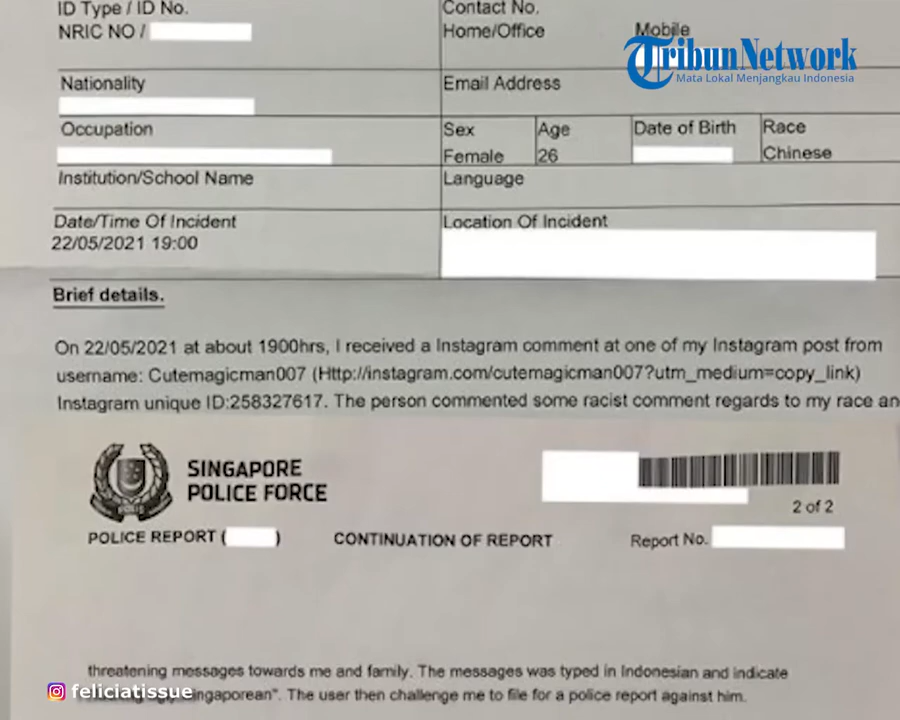 ID Type / ID No.
Contact No.
NRIC NO /
Home/Office
Mobile
Tribun Network
Mata Lokal Menjangkau Indonesia
Nationality
Email Address
Occupation
Sex
Age
Date of Birth
Race
Female
26
Chinese
Institution/School Name
Language
Date/Time Of Incident
Location Of Incident
22/05/2021 19:00
Brief details.
On 22/05/2021 at about 1900hrs, I received a Instagram comment at one of my Instagram post from
username: Cutemagicman007 (Http://instagram.com/cutemagicman007?utm_medium=copy_link)
Instagram unique ID:258327617. The person commented some racist comment regards to my race an
SINGAPORE
POLICE FORCE
2 of 2
POLICE REPORT ( )
CONTINUATION OF REPORT
Report No.
threatening messages towards me and family. The messages was typed in Indonesian and indicate
feliciatissue
ingaporean". The user then challenge me to file for a police report against him.